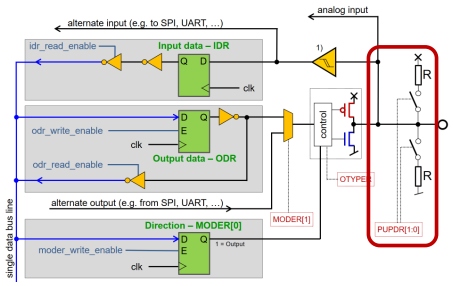 alternate input (e.g. to SPI, UART, ...)
analog input
idr_read_enable
Input data – IDR
Q D
1)
clk
R
odr_write_enable
D Q
E
clk
Output data – ODR
odr_read_enable
control
OTYPER
alternate output (e.g. from SPI, UART, ...)
MODER[1]
PUPDR[1:0]
R
Direction – MODER[0]
D Q
1 = Output
moder_write_enable
E
clk
single data bus line